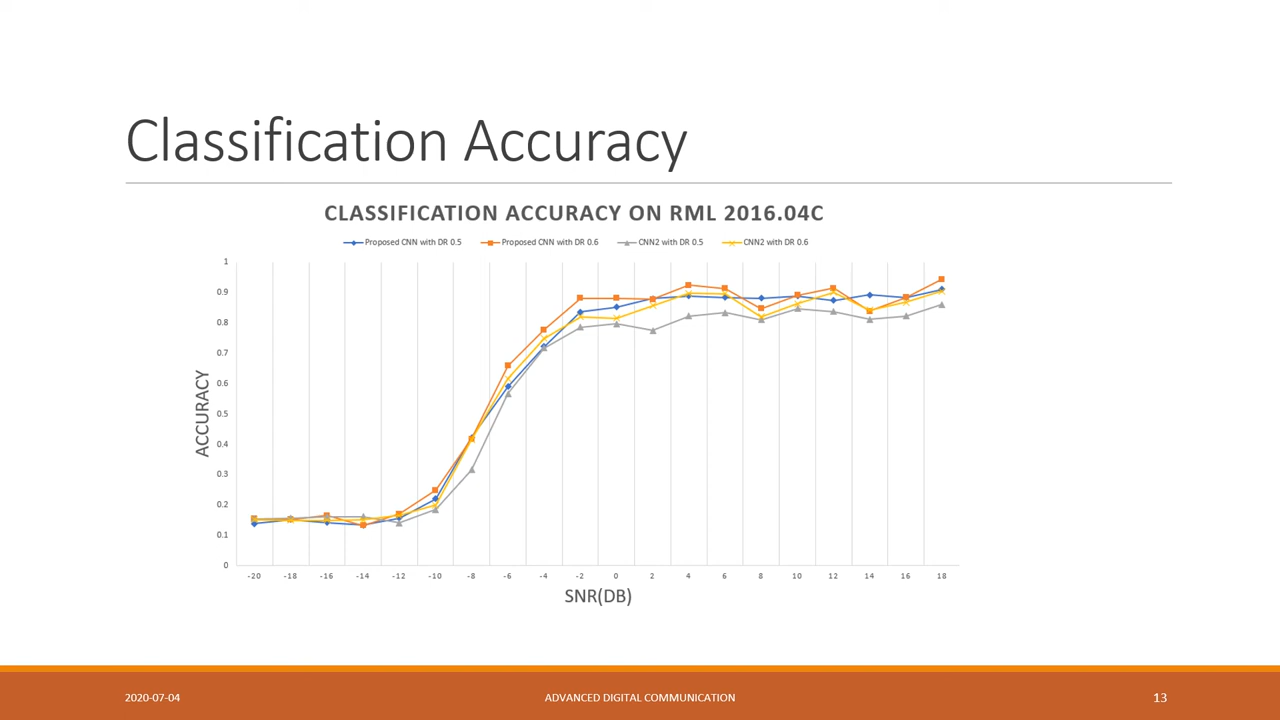 Classification Accuracy
CLASSIFICATION ACCURACY ON RML 2016.04C
Proposed CNN with DR 0.5 Proposed CNN with DR 0.6 CNN2 with DR 0.5 CNN2 with DR 0.6
1
0.9
0.8
0.7
0.6
0.5
0.4
0.3
0.2
0.1
0
ACCURACY
-20 -18 -16 -14 -12 -10 -8 -6 -4 -2 0 2 4 6 8 10 12 14 16 18
SNR(DB)
2020-07-04 ADVANCED DIGITAL COMMUNICATION 13